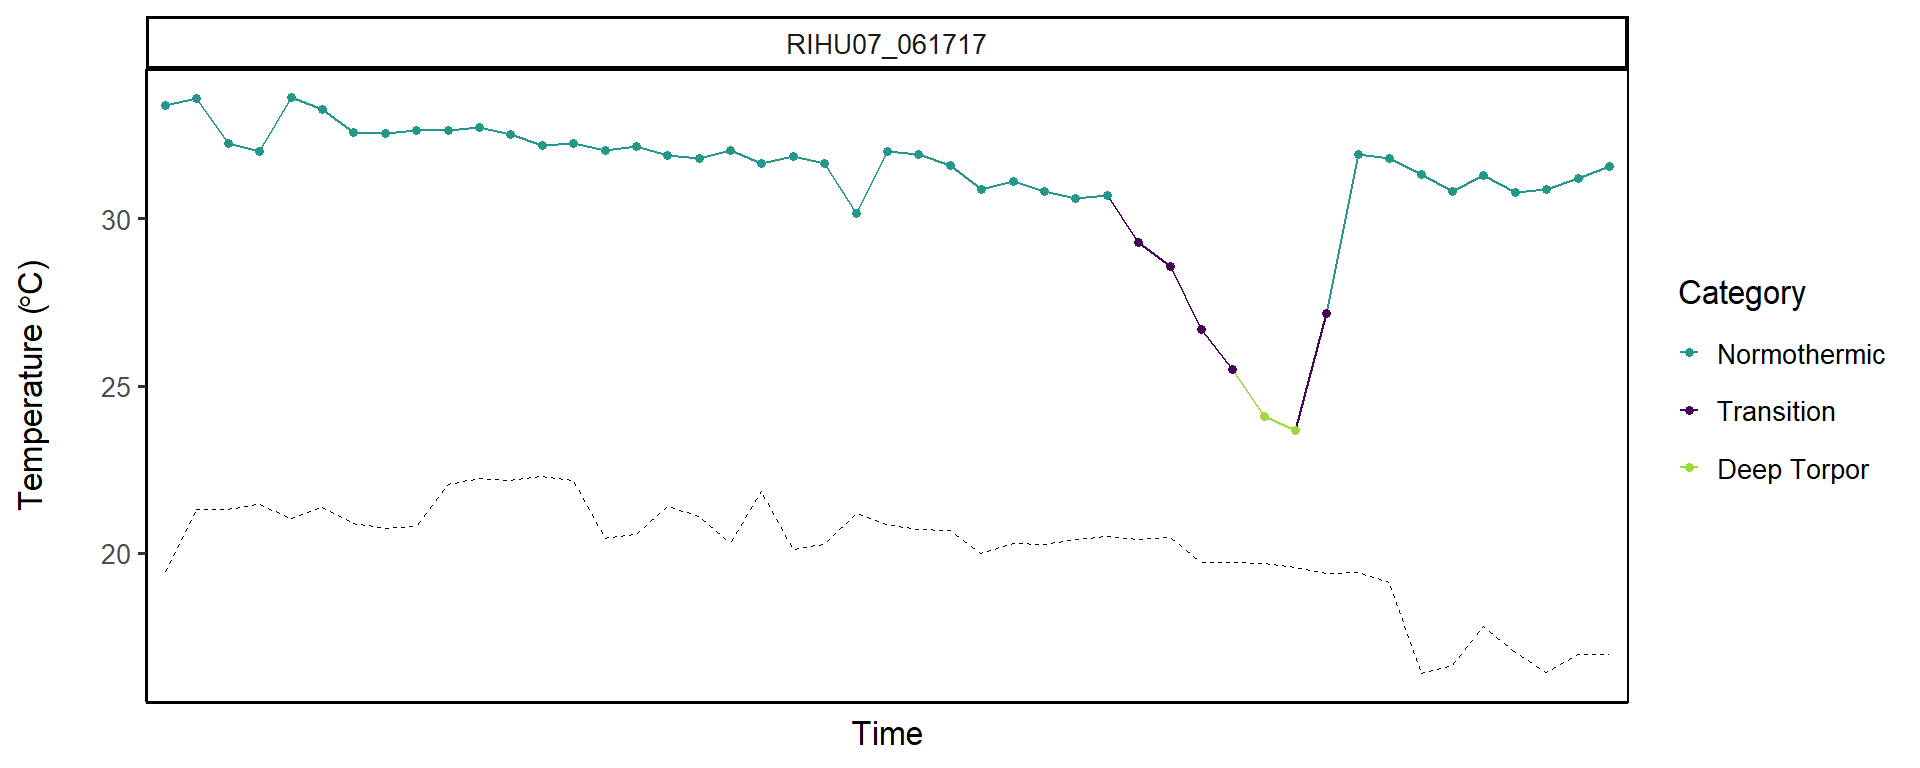 RIHU07_061717
30
25
20
Temperature (°C)
Time
Category
Normothermic
Transition
Deep Torpor